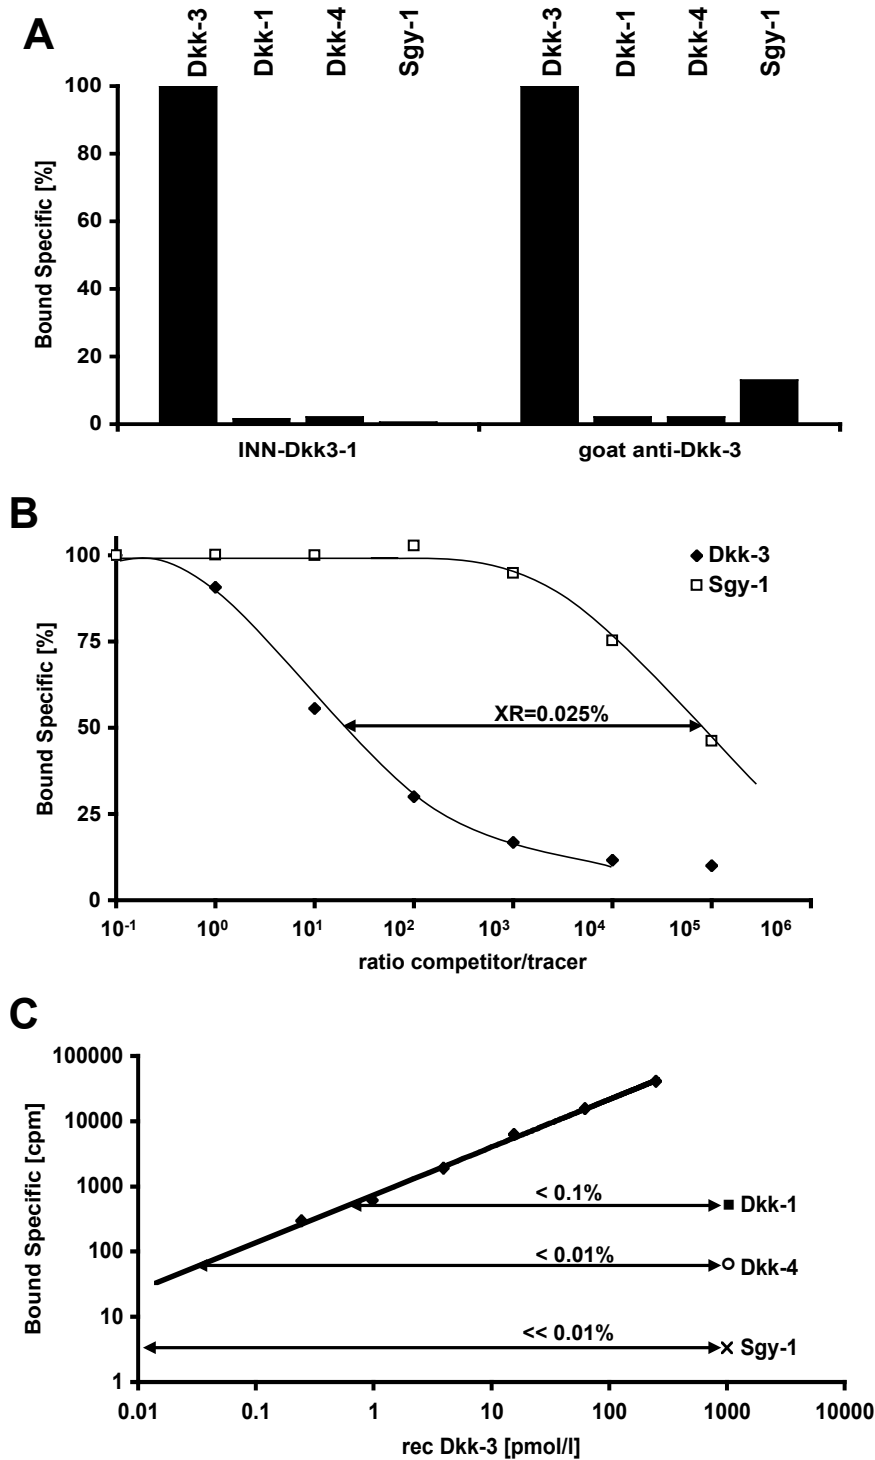 A
Dkk-3 Dkk-1 Dkk-4 Sgy-1 Dkk-3 Dkk-1 Dkk-4 Sgy-1
Bound Specific [%]
100
80
60
40
20
0
INN-Dkk3-1 goat anti-Dkk-3
B
Bound Specific [%]
100
75
50
25
0
Dkk-3
Sgy-1
XR=0.025%
10⁻¹ 10⁰ 10¹ 10² 10³ 10⁴ 10⁵ 10⁶
ratio competitor/tracer
C
Bound Specific [cpm]
100000
10000
1000
100
10
1
< 0.1% Dkk-1
< 0.01% Dkk-4
<< 0.01% Sgy-1
0.01 0.1 1 10 100 1000 10000
rec Dkk-3 [pmol/l]